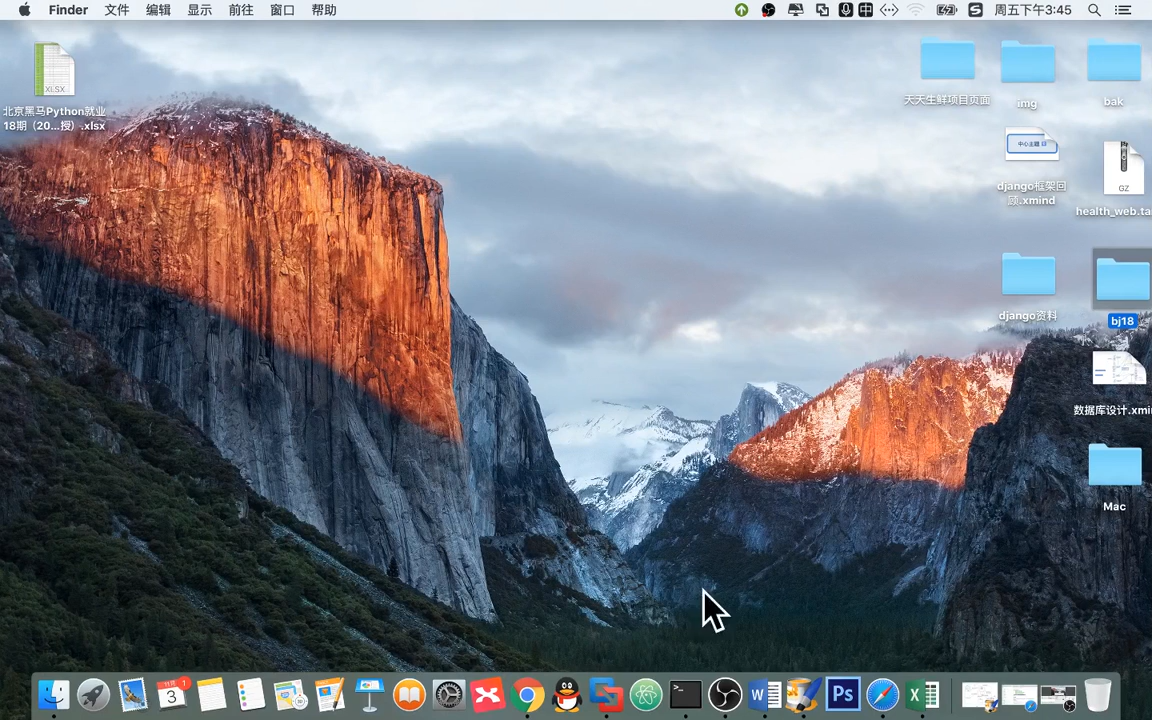 Finder 文件 编辑 显示 前往 窗口 帮助 中 周五下午3:45
XLSX
北京黑马Python就业
18期（20...授）.xlsx
天天生鲜项目页面
img
bak
django框架回
顾.xmind
GZ
health_web.ta
django资料
bj18
数据库设计.xmi
Mac
3
1
W
Ps
X